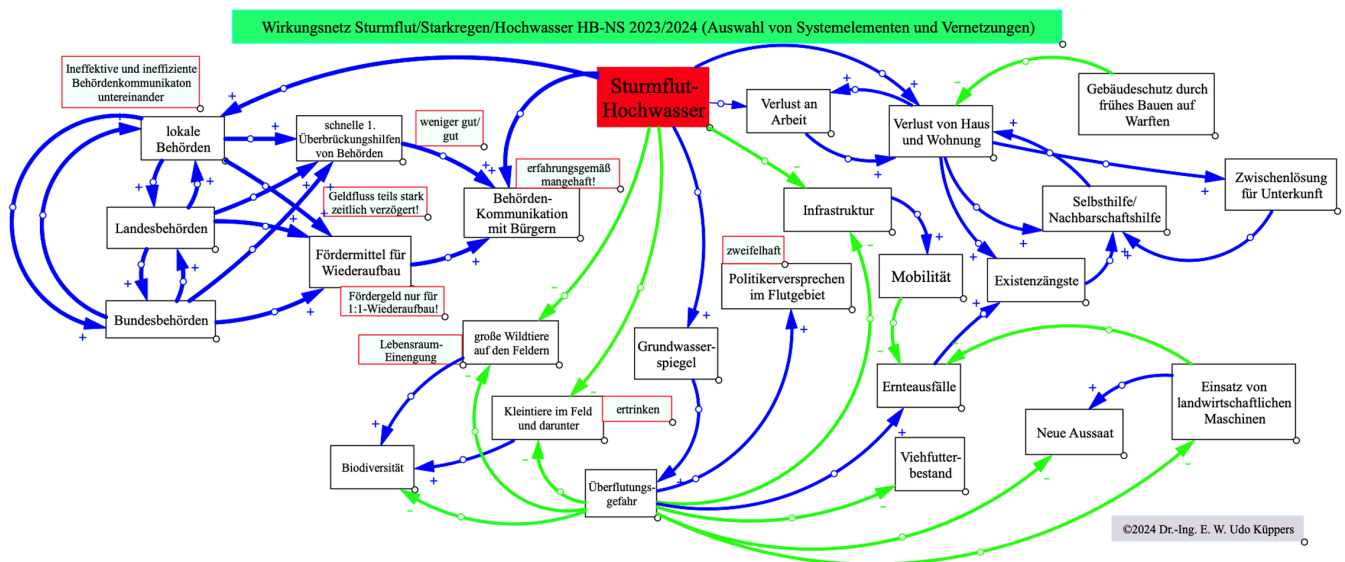 Wirkungsnetz Sturmflut/Starkregen/Hochwasser HB-NS 2023/2024 (Auswahl von Systemelementen und Vernetzungen)
Ineffektive und ineffiziente
Behördenkommunikaton
untereinander
lokale
Behörden
schnelle 1.
Überbrückungshilfen
von Behörden
weniger gut/
gut
Sturmflut-
Hochwasser
Verlust an
Arbeit
Verlust von Haus
und Wohnung
Gebäudeschutz durch
frühes Bauen auf
Warften
erfahrungsgemäß
mangehaft!
Geldfluss teils stark
zeitlich verzögert!
Behörden-
Kommunikation
mit Bürgern
Infrastruktur
Selbsthilfe/
Nachbarschaftshilfe
Zwischenlösung
für Unterkunft
Landesbehörden
Fördermittel für
Wiederaufbau
zweifelhaft
Politikerversprechen
im Flutgebiet
Mobilität
Existenzängste
Fördergeld nur für
1:1-Wiederaufbau!
Bundesbehörden
Lebensraum-
Einengung
große Wildtiere
auf den Feldern
Grundwasser-
spiegel
Ernteausfälle
Einsatz von
landwirtschaftlichen
Maschinen
Kleintiere im Feld
und darunter
ertrinken
Neue Aussaat
Viehfutter-
bestand
Biodiversität
Überflutungs-
gefahr
©2024 Dr.-Ing. E. W. Udo Küppers